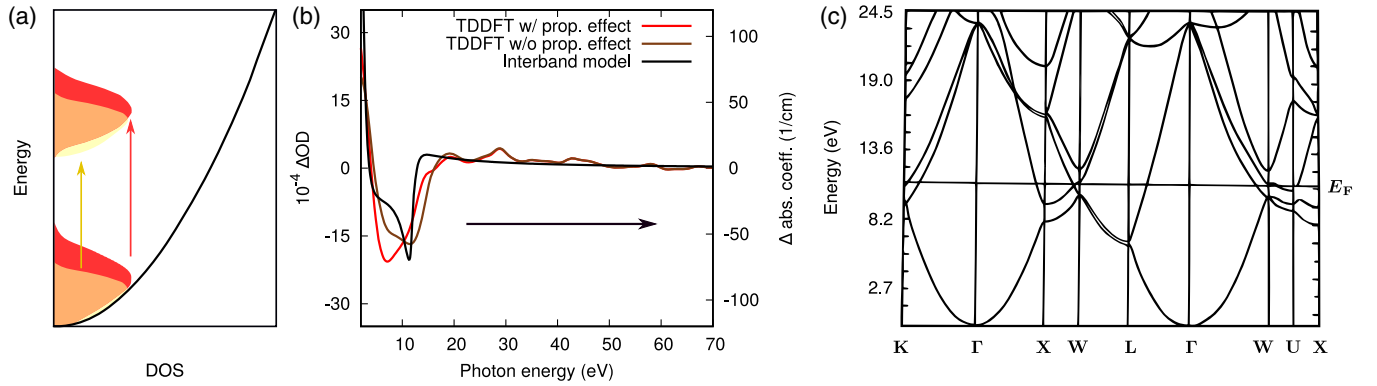 (a)
Energy
DOS
(b)
TDDFT w/ prop. effect
TDDFT w/o prop. effect
Interband model
10⁻⁴ ΔOD
30
15
0
-15
-30
10 20 30 40 50 60 70
Photon energy (eV)
100
50
0
-50
-100
Δ abs. coeff. (1/cm)
(c)
Energy (eV)
24.5
19.0
13.6
8.2
2.7
E_F
K Γ X W L Γ W U X